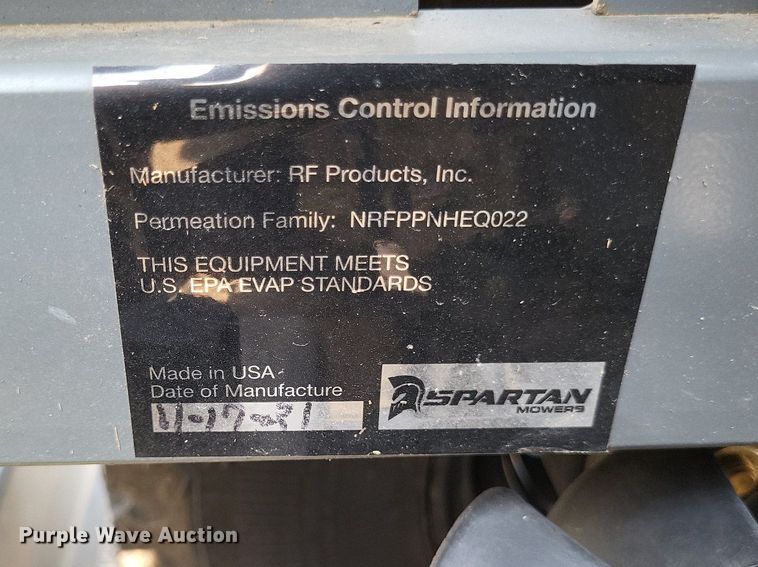 Emissions Control Information
Manufacturer: RF Products, Inc.
Permeation Family: NRFPPNHEQ022
THIS EQUIPMENT MEETS
U.S. EPA EVAP STANDARDS
Made in USA
Date of Manufacture
SPARTAN
MOWERS
Purple Wave Auction